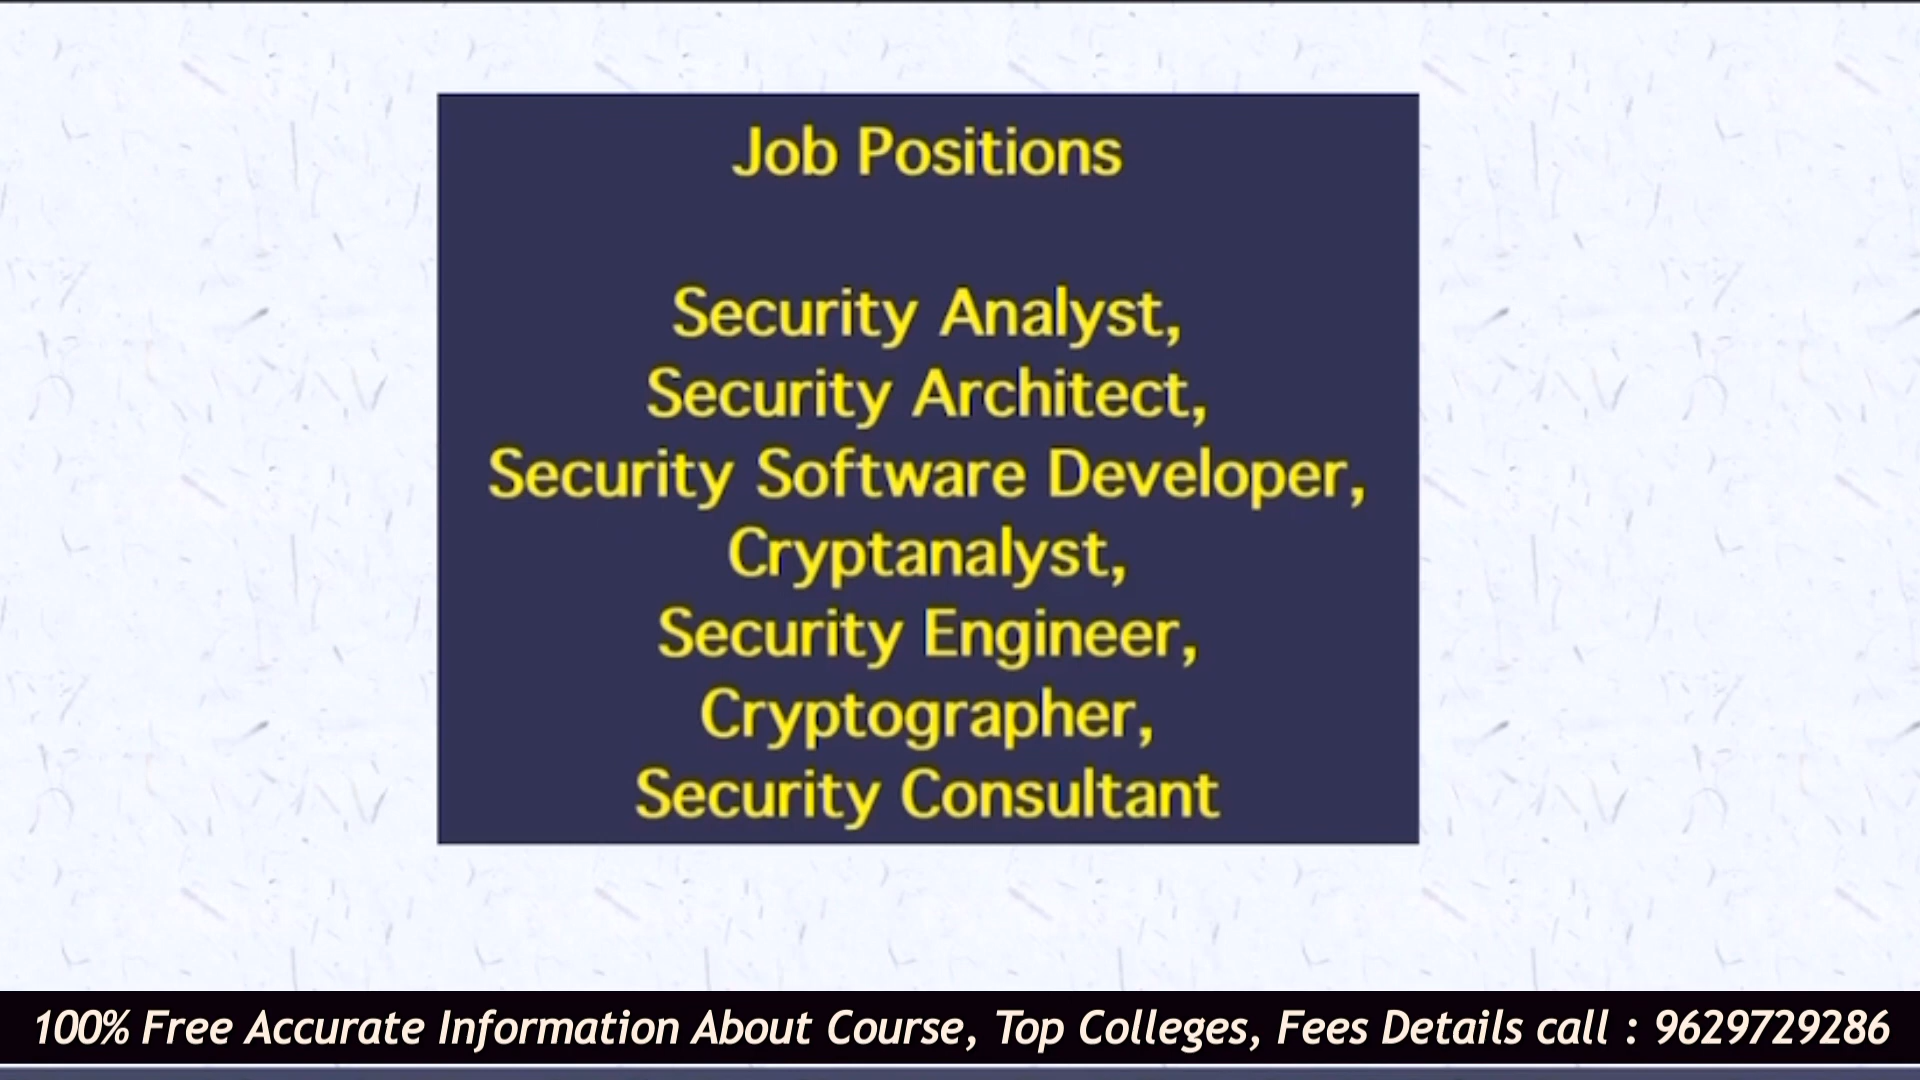 Job Positions
Security Analyst,
Security Architect,
Security Software Developer,
Cryptanalyst,
Security Engineer,
Cryptographer,
Security Consultant
100% Free Accurate Information About Course, Top Colleges, Fees Details call : 9629729286